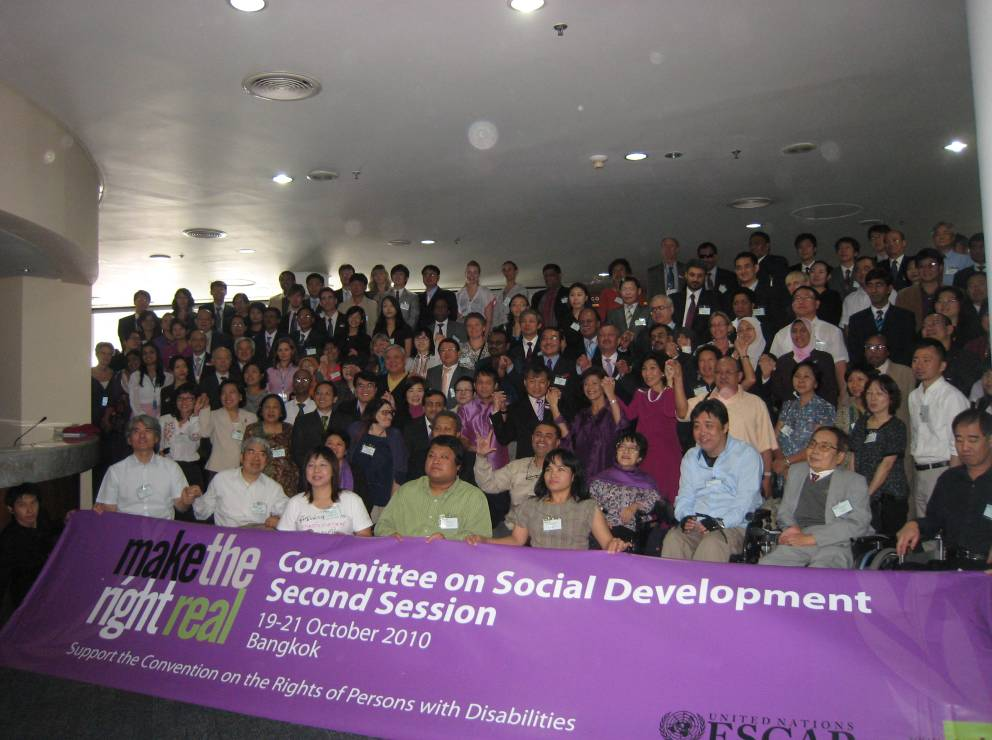 make the
right real
Committee on Social Development
Second Session
19-21 October 2010
Bangkok
Support the Convention on the Rights of Persons with Disabilities
UNITED NATIONS
ESCAP